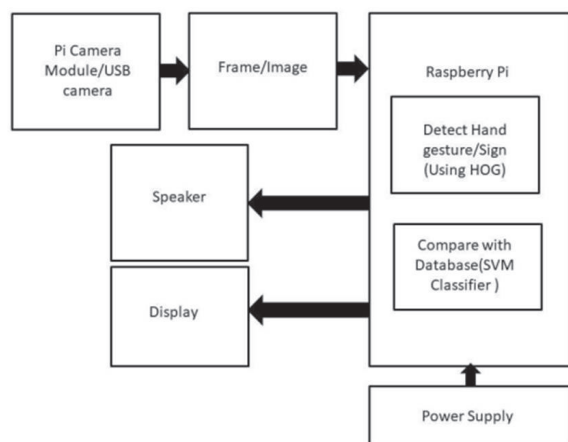 Pi Camera
Module/USB
camera
Frame/Image
Raspberry Pi
Detect Hand
gesture/Sign
(Using HOG)
Speaker
Compare with
Database(SVM
Classifier )
Display
Power Supply